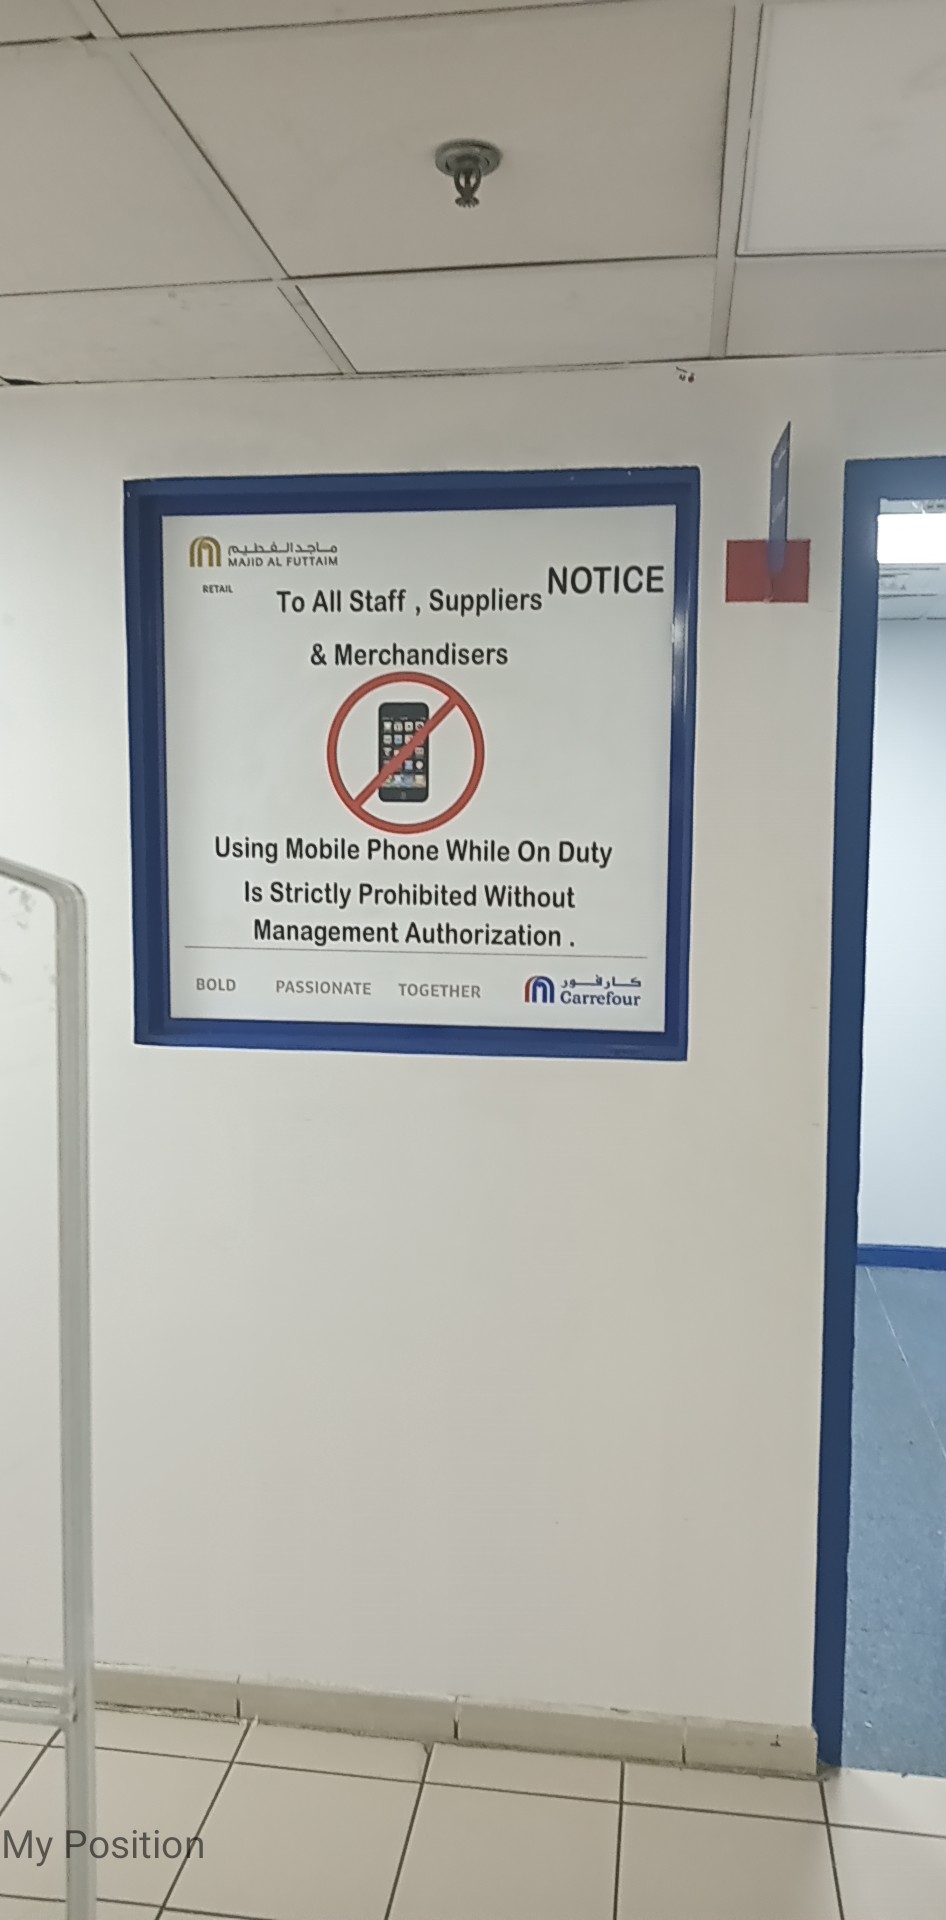 ماجد الفطيم
MAJID AL FUTTAIM
RETAIL
NOTICE
To All Staff , Suppliers
& Merchandisers
Using Mobile Phone While On Duty
Is Strictly Prohibited Without
Management Authorization .
BOLD PASSIONATE TOGETHER
كارفور
Carrefour
My Position